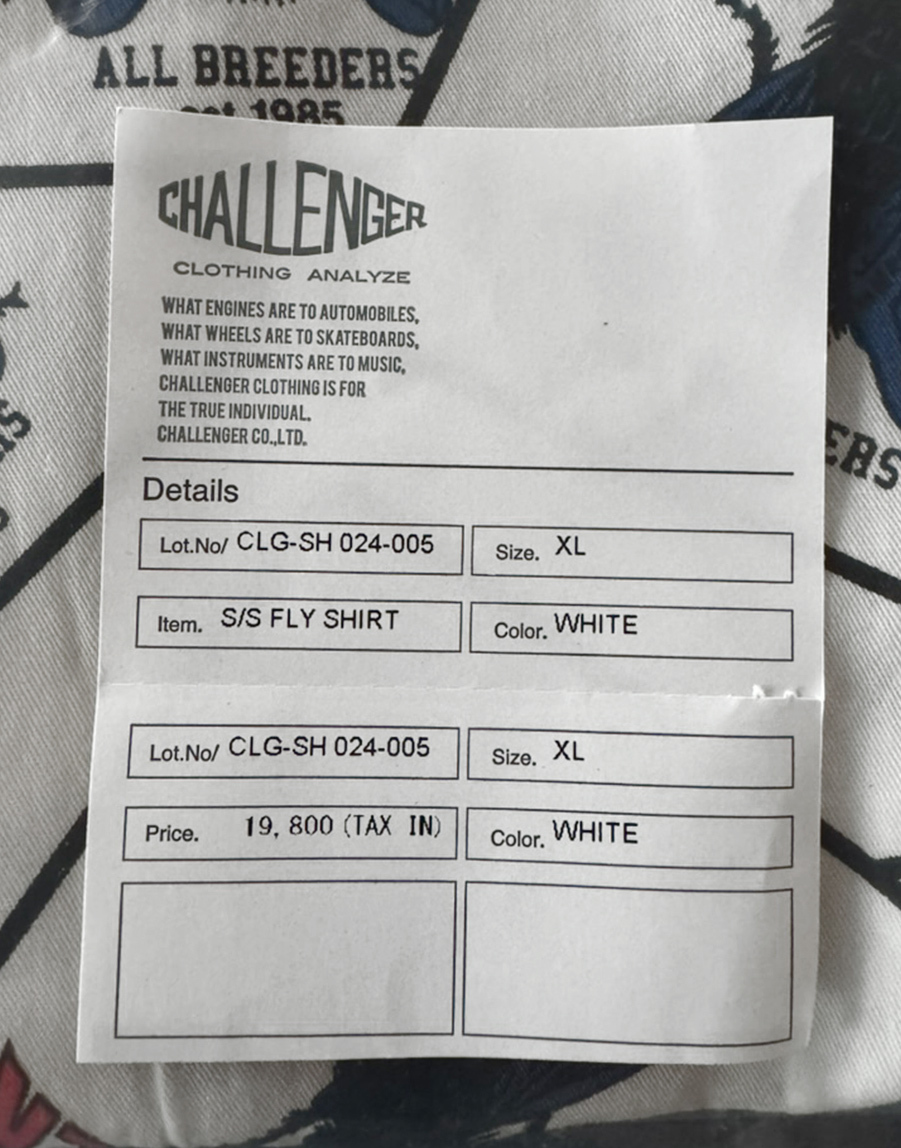 ALL BREEDERS
1985
CHALLENGER
CLOTHING ANALYZE
WHAT ENGINES ARE TO AUTOMOBILES,
WHAT WHEELS ARE TO SKATEBOARDS,
WHAT INSTRUMENTS ARE TO MUSIC,
CHALLENGER CLOTHING IS FOR
THE TRUE INDIVIDUAL.
CHALLENGER CO.,LTD.
Details
Lot.No/ CLG-SH 024-005 Size. XL
Item. S/S FLY SHIRT Color. WHITE
Lot.No/ CLG-SH 024-005 Size. XL
Price. 19, 800 (TAX IN) Color. WHITE